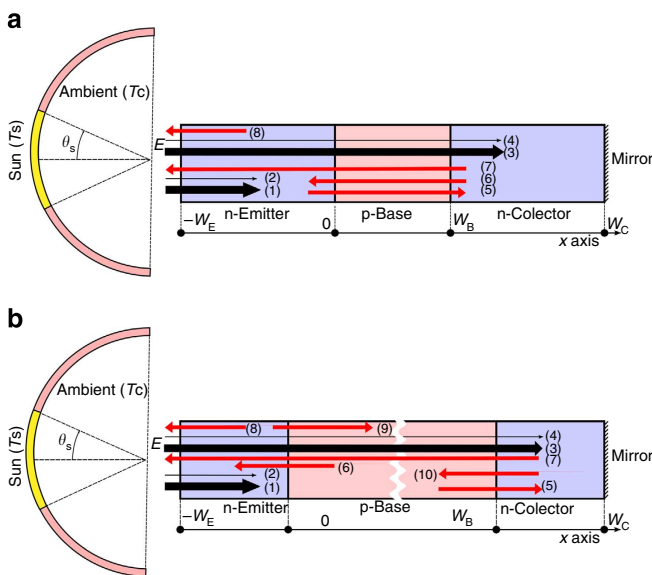 a
Ambient (Tc)
Sun (Ts)
θs
E
(8)
(4)
(3)
(7)
(6)
(2)
(5)
(1)
Mirror
n-Emitter
p-Base
n-Colector
−WE
0
WB
WC
x axis
b
Ambient (Tc)
Sun (Ts)
θs
E
(8)
(9)
(4)
(3)
(7)
(6)
(2)
(10)
(1)
(5)
Mirror
n-Emitter
p-Base
n-Colector
−WE
0
WB
WC
x axis